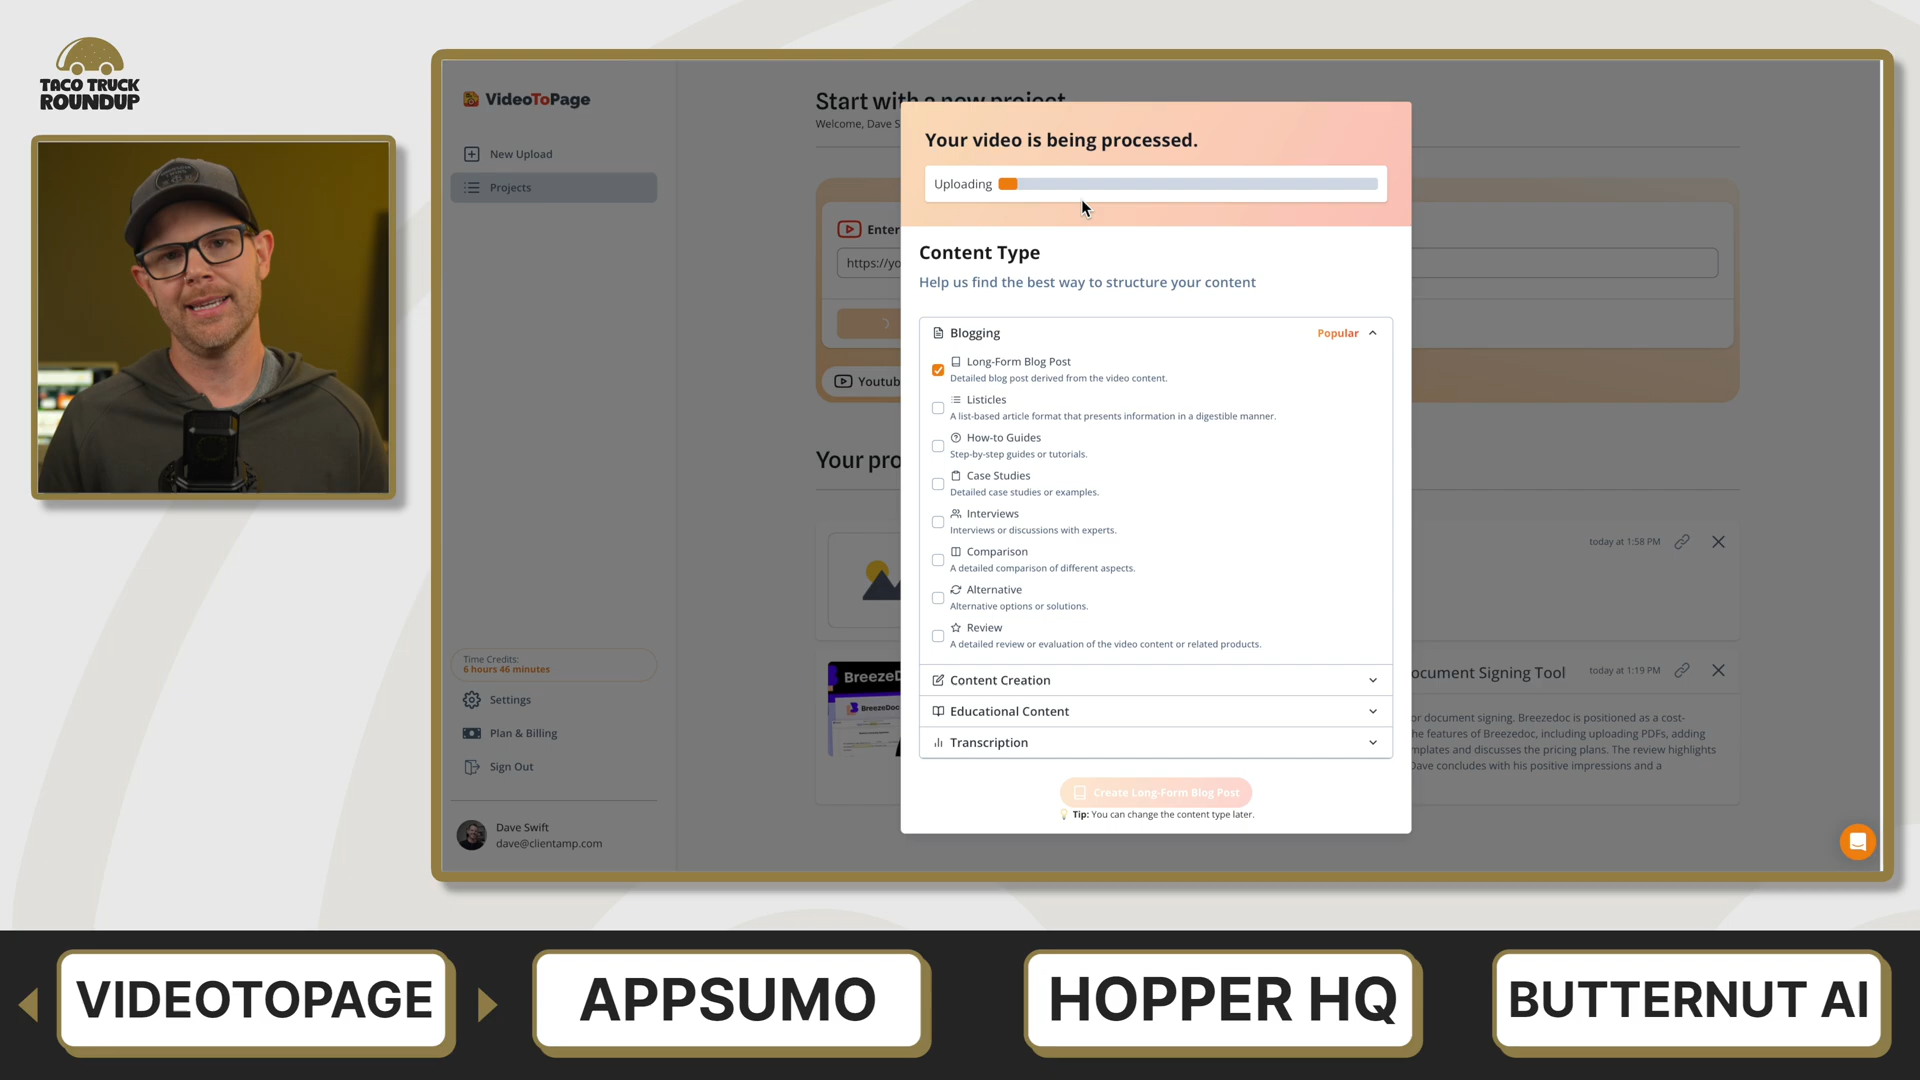 TACO TRUCK
ROUNDUP
VideoToPage
New Upload
Projects
Time Credits:
6 hours 46 minutes
Settings
Plan & Billing
Sign Out
Dave Swift
dave@clientamp.com
Start with a new project
Welcome, Dave S
Enter
https://yo
Youtub
Your pro
Your video is being processed.
Uploading
Content Type
Help us find the best way to structure your content
Blogging
Popular
Long-Form Blog Post
Detailed blog post derived from the video content.
Listicles
A list-based article format that presents information in a digestible manner.
How-to Guides
Step-by-step guides or tutorials.
Case Studies
Detailed case studies or examples.
Interviews
Interviews or discussions with experts.
Comparison
A detailed comparison of different aspects.
Alternative
Alternative options or solutions.
Review
A detailed review or evaluation of the video content or related products.
Content Creation
Educational Content
Transcription
Create Long-Form Blog Post
Tip: You can change the content type later.
today at 1:58 PM
BreezeD
BreezeDoc
ocument Signing Tool
today at 1:19 PM
or document signing. Breezedoc is positioned as a cost-
he features of Breezedoc, including uploading PDFs, adding
mplates and discusses the pricing plans. The review highlights
Dave concludes with his positive impressions and a
VIDEOTOPAGE
APPSUMO
HOPPER HQ
BUTTERNUT AI